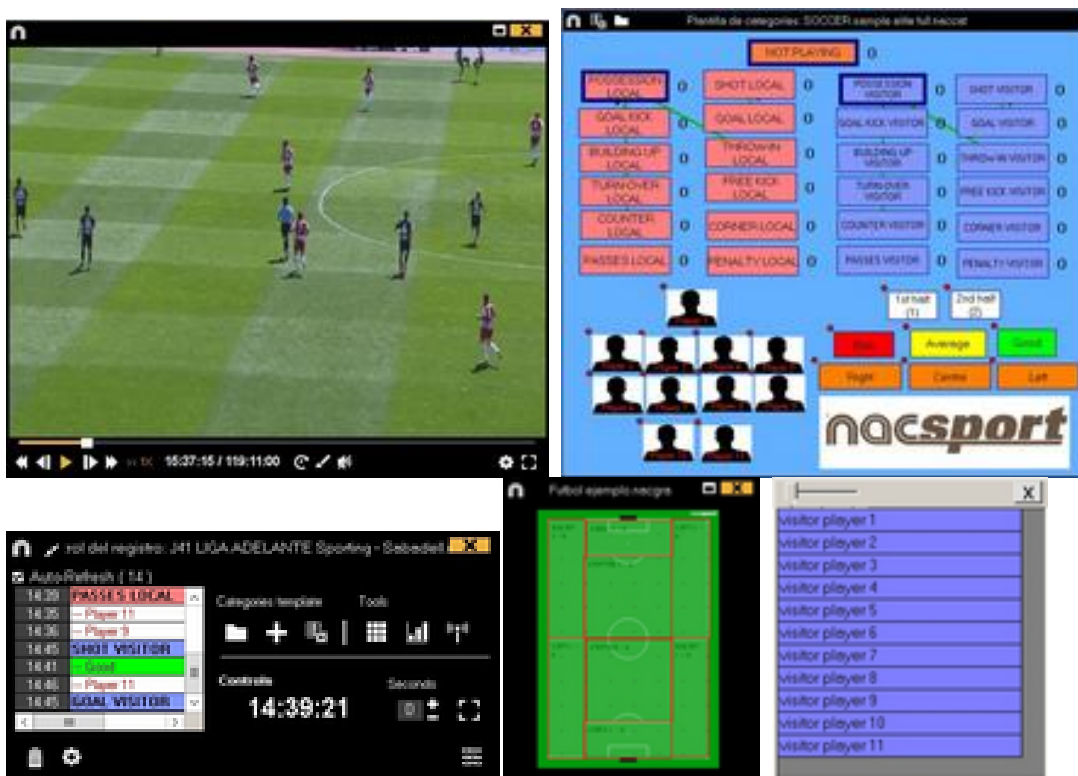 1X 15:37:15 / 119:11:00
Plantilla de categories: SOCCER sample elite full.naccat
NOT PLAYING 0
POSSESSION LOCAL 0
SHOT LOCAL 0
POSSESSION VISITOR 0
SHOT VISITOR 0
GOAL KICK LOCAL 0
GOAL LOCAL 0
GOAL KICK VISITOR 0
GOAL VISITOR 0
BUILDING UP LOCAL 0
THROW-IN LOCAL 0
BUILDING UP VISITOR 0
THROW-IN VISITOR 0
TURN OVER LOCAL 0
FREE KICK LOCAL 0
TURN OVER VISITOR 0
FREE KICK VISITOR 0
COUNTER LOCAL 0
CORNER LOCAL 0
COUNTER VISITOR 0
CORNER VISITOR 0
PASSES LOCAL 0
PENALTY LOCAL 0
PASSES VISITOR 0
PENALTY VISITOR 0
1st half (1)
2nd half (2)
Average
Good
Right
Centre
Left
nacsport
rol del registro: J41 LIGA ADELANTE Sporting - Sabadell
Auto-Refresh ( 14 )
14:39 PASSES LOCAL
14:35 -- Player 11
14:36 -- Player 9
14:45 SHOT VISITOR
14:41 -- Good
14:46 -- Player 11
14:45 GOAL VISITOR
Categories template
Tools
Controls
Seconds
14:39:21
0
Futbol ejemplo.nacgra
X
visitor player 1
visitor player 2
visitor player 3
visitor player 4
visitor player 5
visitor player 6
visitor player 7
visitor player 8
visitor player 9
visitor player 10
visitor player 11